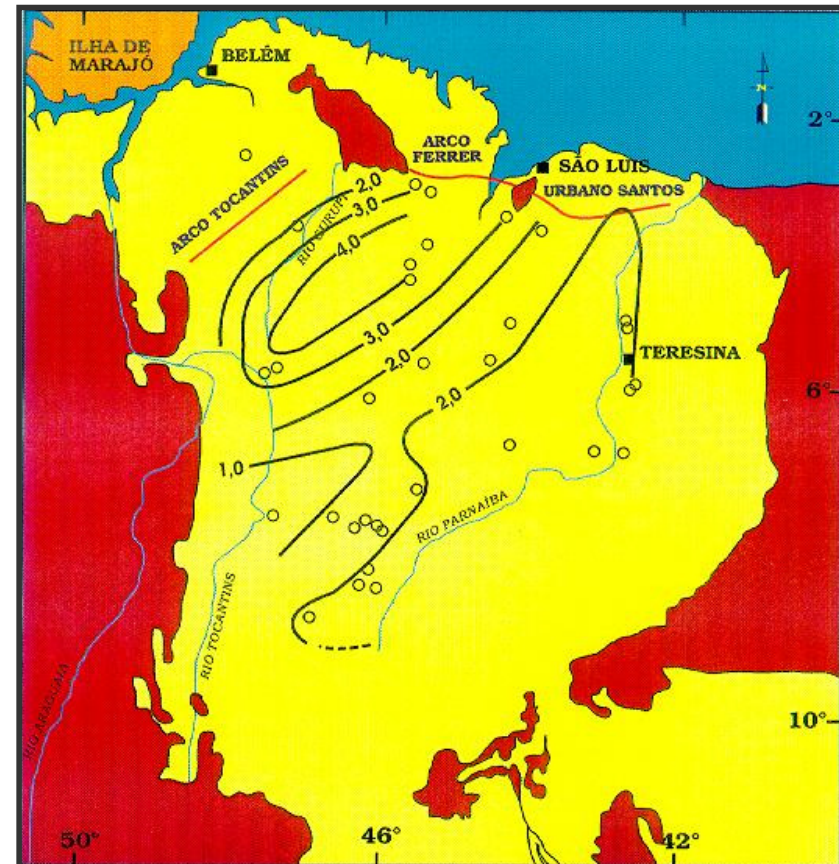 ILHA DE
MARAJÓ
BELÉM
2°
ARCO
FERRER
SÃO LUIS
URBANO SANTOS
ARCO TOCANTINS
2,0
3,0
4,0
RIO GURUPI
3,0
2,0
TERESINA
6°
2,0
1,0
RIO PARNAÍBA
RIO TOCANTINS
RIO ARAGUAIA
10°
50°
46°
42°